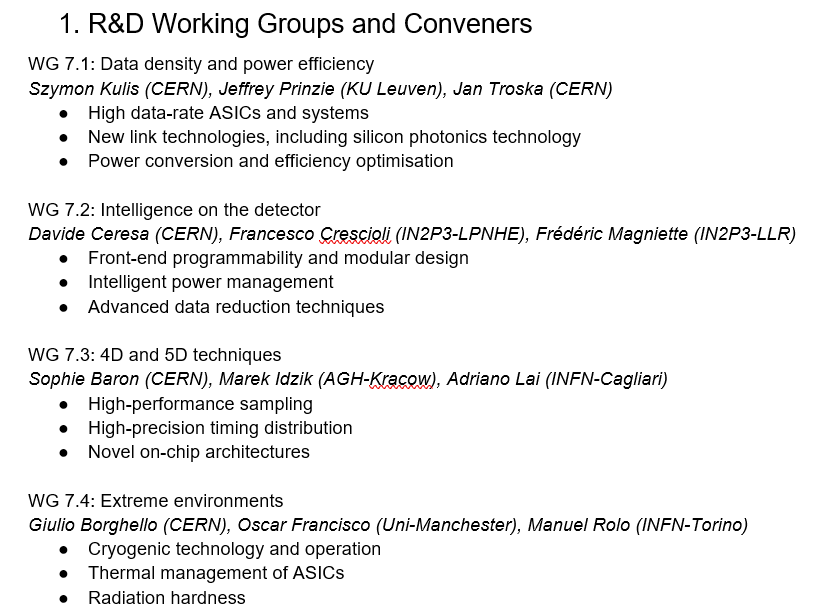 1. R&D Working Groups and Conveners
WG 7.1: Data density and power efficiency
Szymon Kulis (CERN), Jeffrey Prinzie (KU Leuven), Jan Troska (CERN)
● High data-rate ASICs and systems
● New link technologies, including silicon photonics technology
● Power conversion and efficiency optimisation
WG 7.2: Intelligence on the detector
Davide Ceresa (CERN), Francesco Crescioli (IN2P3-LPNHE), Frédéric Magniette (IN2P3-LLR)
● Front-end programmability and modular design
● Intelligent power management
● Advanced data reduction techniques
WG 7.3: 4D and 5D techniques
Sophie Baron (CERN), Marek Idzik (AGH-Kracow), Adriano Lai (INFN-Cagliari)
● High-performance sampling
● High-precision timing distribution
● Novel on-chip architectures
WG 7.4: Extreme environments
Giulio Borghello (CERN), Oscar Francisco (Uni-Manchester), Manuel Rolo (INFN-Torino)
● Cryogenic technology and operation
● Thermal management of ASICs
● Radiation hardness